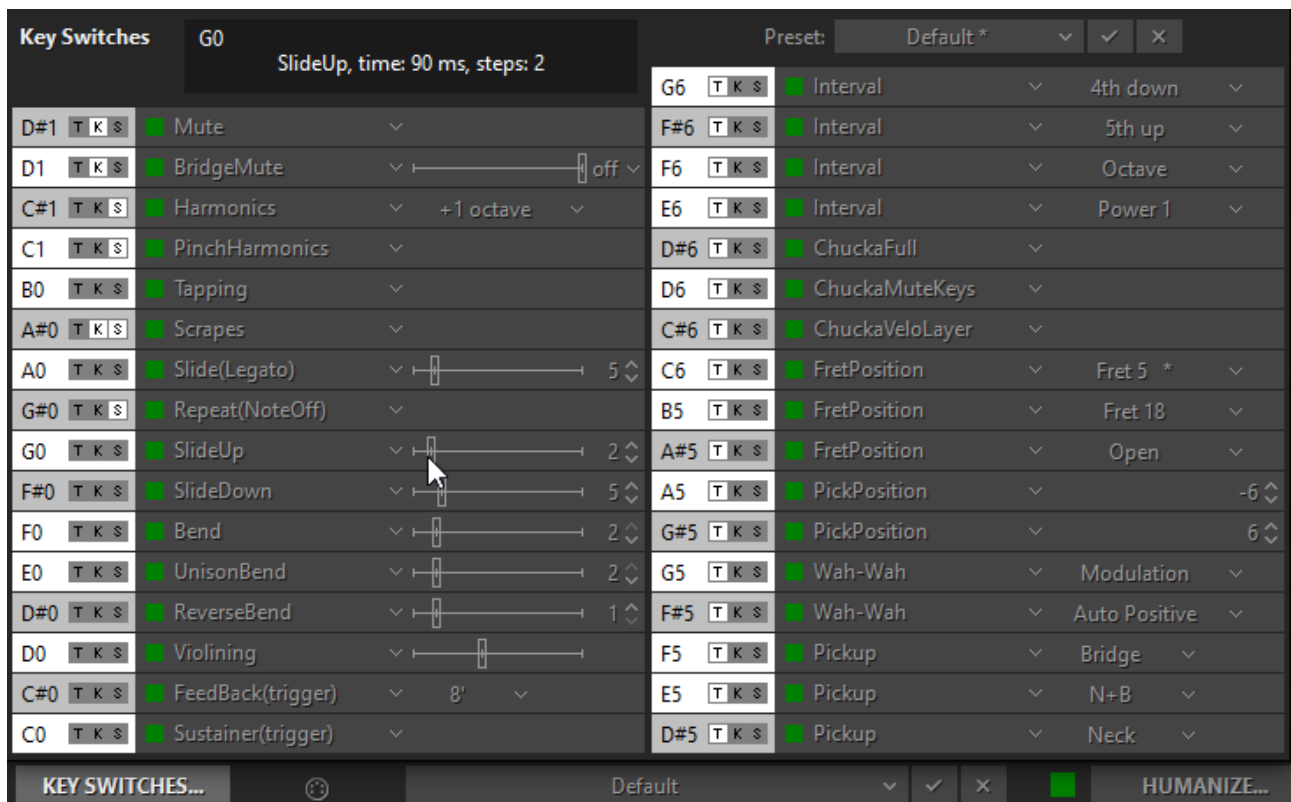 Key Switches
G0
SlideUp, time: 90 ms, steps: 2
Preset: Default *
D#1 T K S Mute
D1 T K S BridgeMute off
C#1 T K S Harmonics +1 octave
C1 T K S PinchHarmonics
B0 T K S Tapping
A#0 T K S Scrapes
A0 T K S Slide(Legato) 5
G#0 T K S Repeat(NoteOff)
G0 T K S SlideUp 2
F#0 T K S SlideDown 5
F0 T K S Bend 2
E0 T K S UnisonBend 2
D#0 T K S ReverseBend 1
D0 T K S Violining
C#0 T K S FeedBack(trigger) 8'
C0 T K S Sustainer(trigger)
G6 T K S Interval 4th down
F#6 T K S Interval 5th up
F6 T K S Interval Octave
E6 T K S Interval Power 1
D#6 T K S ChuckaFull
D6 T K S ChuckaMuteKeys
C#6 T K S ChuckaVeloLayer
C6 T K S FretPosition Fret 5 *
B5 T K S FretPosition Fret 18
A#5 T K S FretPosition Open
A5 T K S PickPosition -6
G#5 T K S PickPosition 6
G5 T K S Wah-Wah Modulation
F#5 T K S Wah-Wah Auto Positive
F5 T K S Pickup Bridge
E5 T K S Pickup N+B
D#5 T K S Pickup Neck
KEY SWITCHES... Default HUMANIZE...